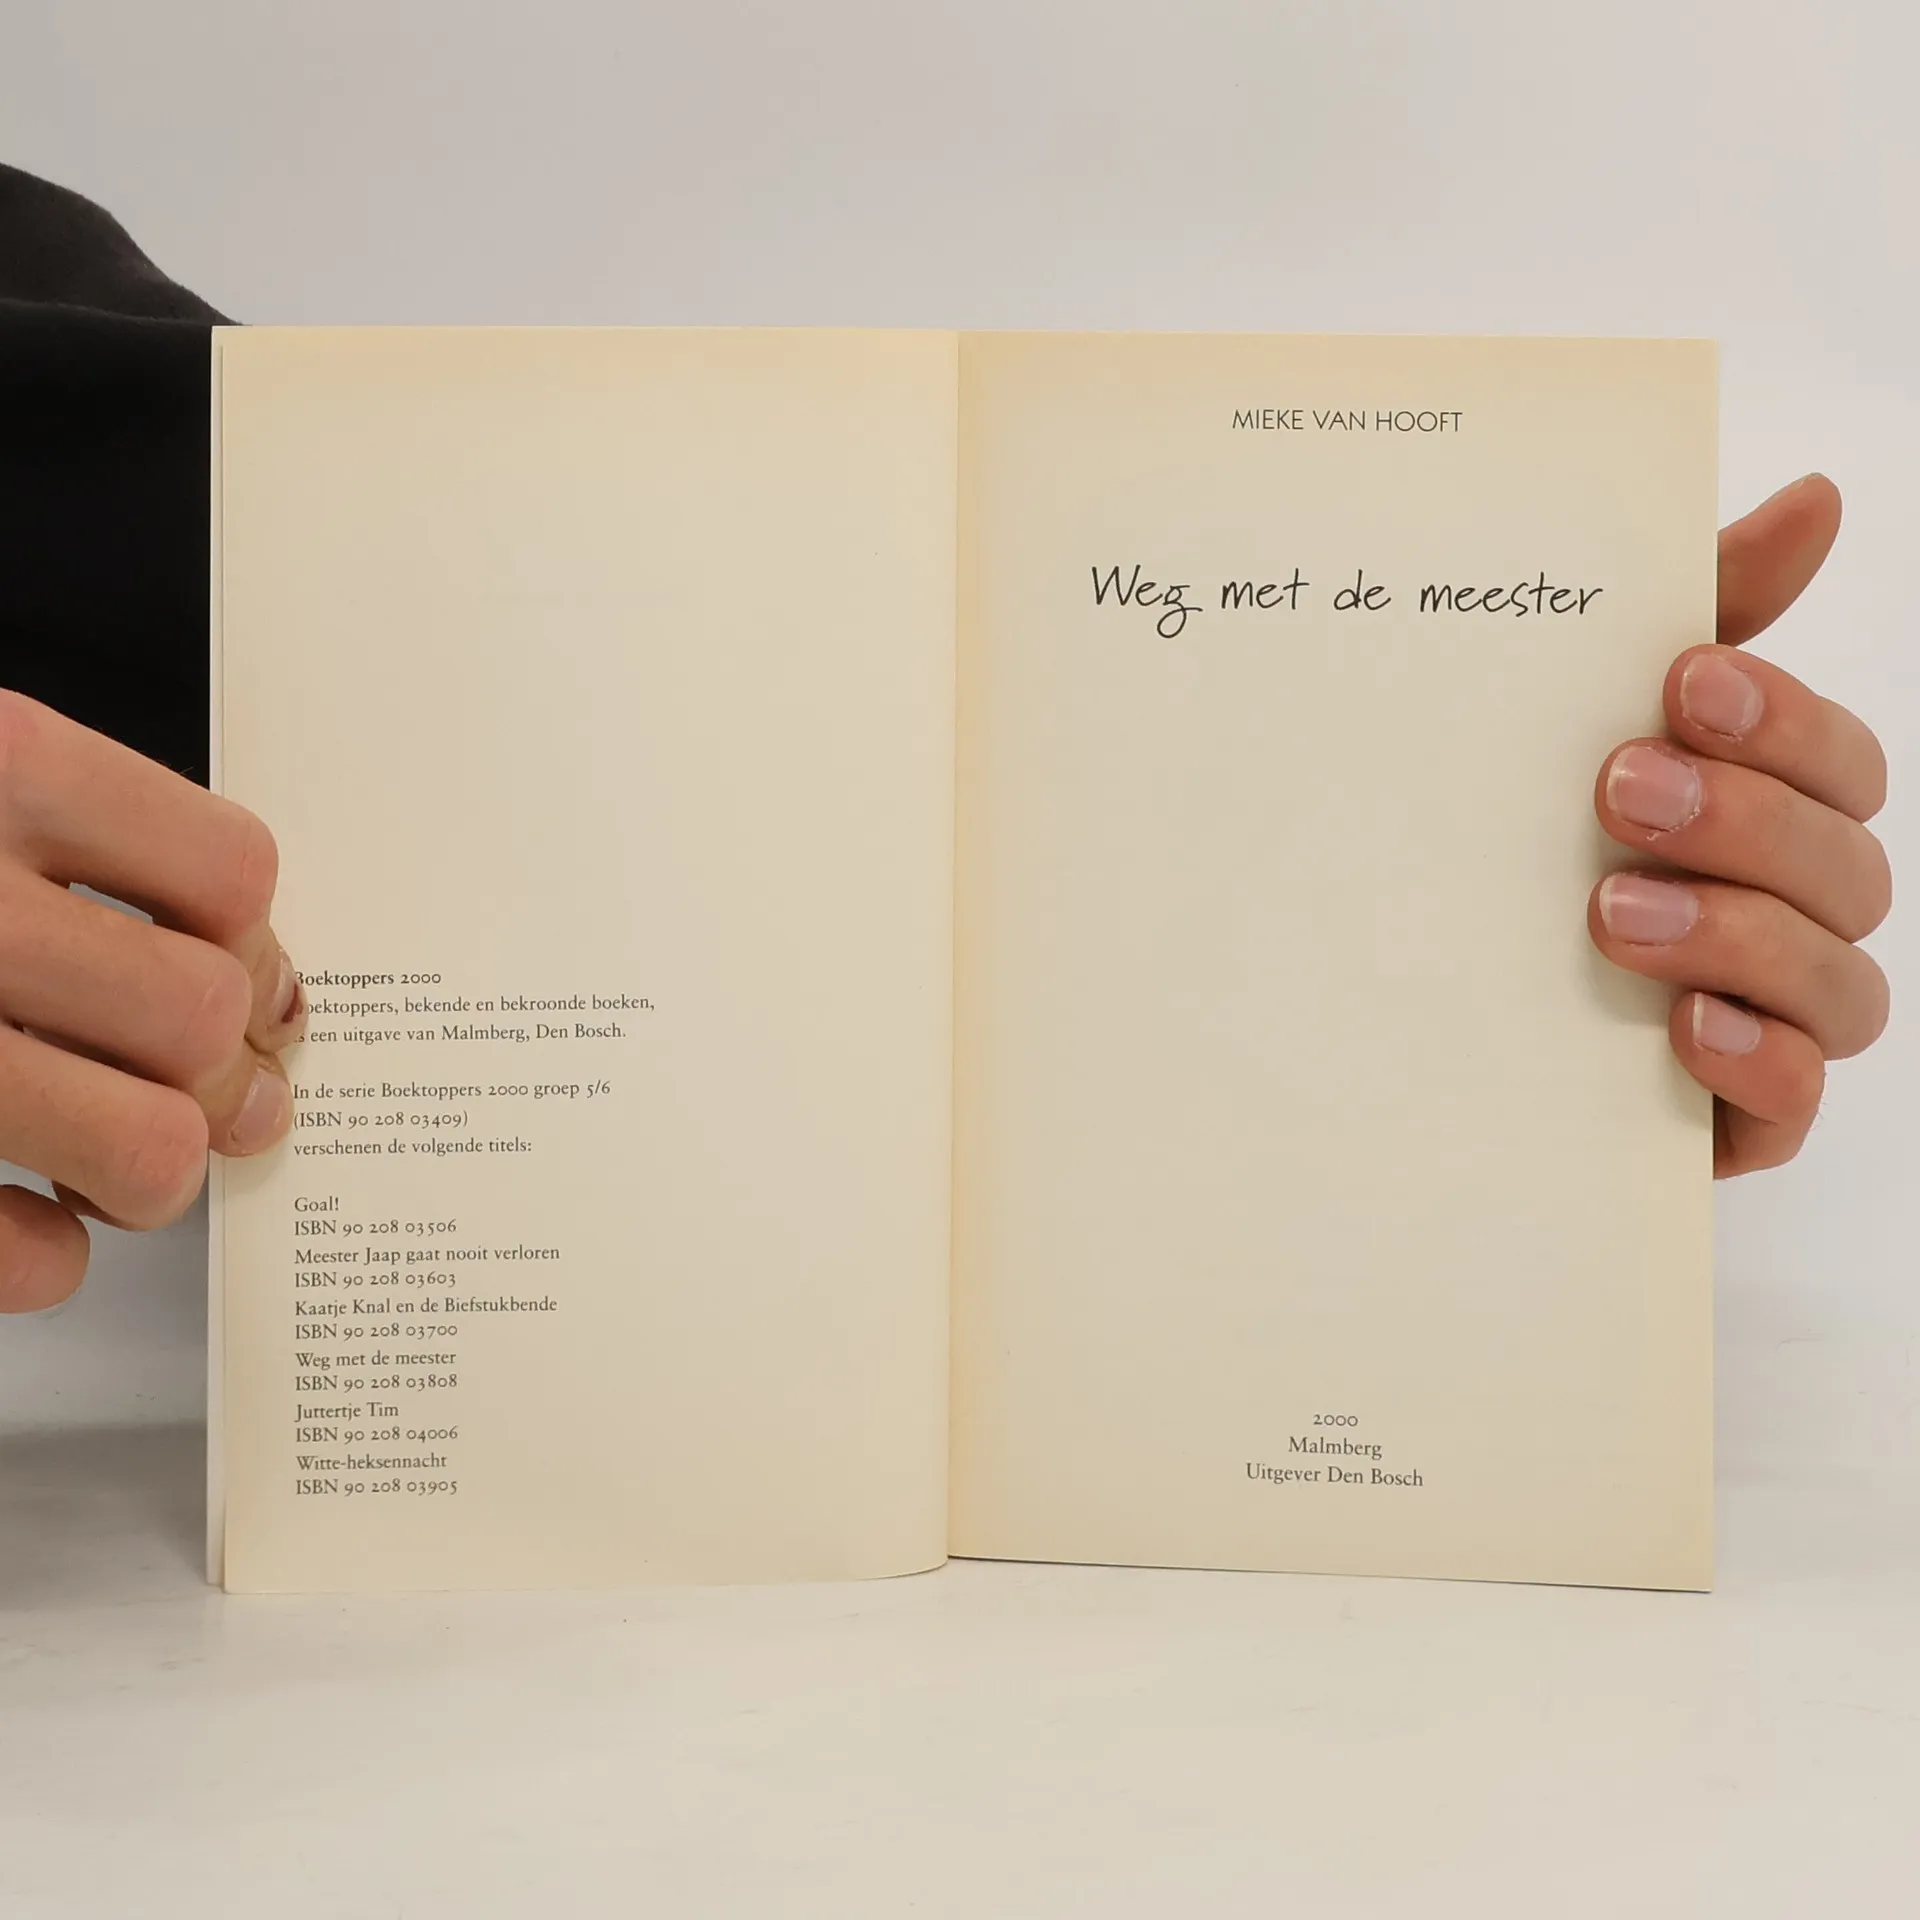 Boektoppers 2000
Boektoppers, bekende en bekroonde boeken,
is een uitgave van Malmberg, Den Bosch.
In de serie Boektoppers 2000 groep 5/6
(ISBN 90 208 03409)
verschenen de volgende titels:
Goal!
ISBN 90 208 03506
Meester Jaap gaat nooit verloren
ISBN 90 208 03603
Kaatje Knal en de Biefstukbende
ISBN 90 208 03700
Weg met de meester
ISBN 90 208 03808
Juttertje Tim
ISBN 90 208 04006
Witte-heksennacht
ISBN 90 208 03905
MIEKE VAN HOOFT
Weg met de meester
2000
Malmberg
Uitgever Den Bosch